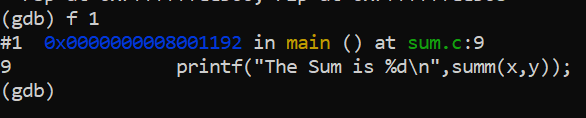 (gdb) f 1
#1  0x0000000008001192 in main () at sum.c:9
9               printf("The Sum is %d\n",summ(x,y));
(gdb)